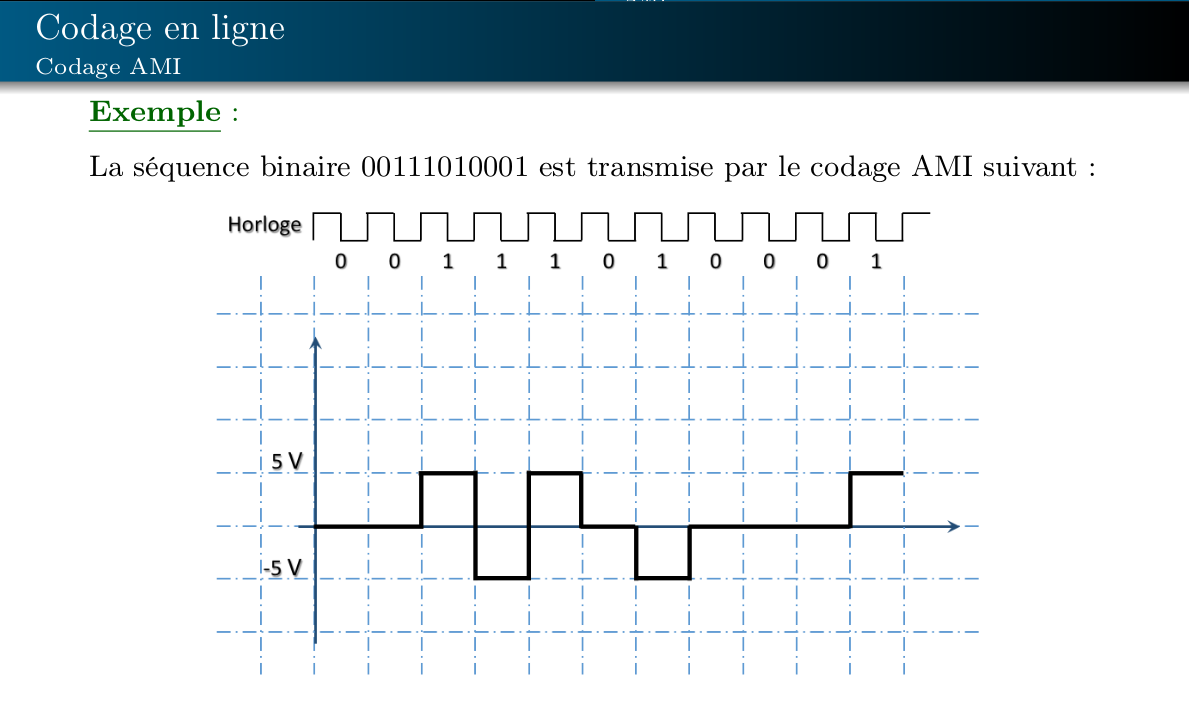 Codage en ligne
Codage AMI
Exemple :
La séquence binaire 00111010001 est transmise par le codage AMI suivant :
Horloge
0 0 1 1 1 0 1 0 0 0 1
5 V
-5 V